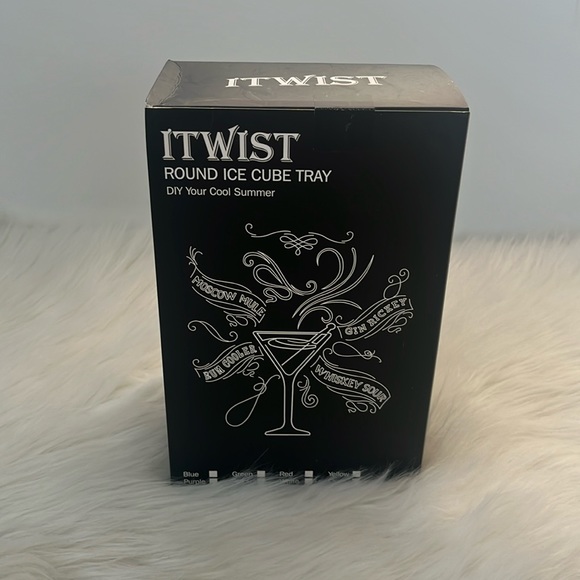 ITWIST
ITWIST
ROUND ICE CUBE TRAY
DIY Your Cool Summer
MOSCOW MULE
GIN RICKEY
RUM COOLER
WHISKEY SOUR
Blue Green Red Yellow
Purple